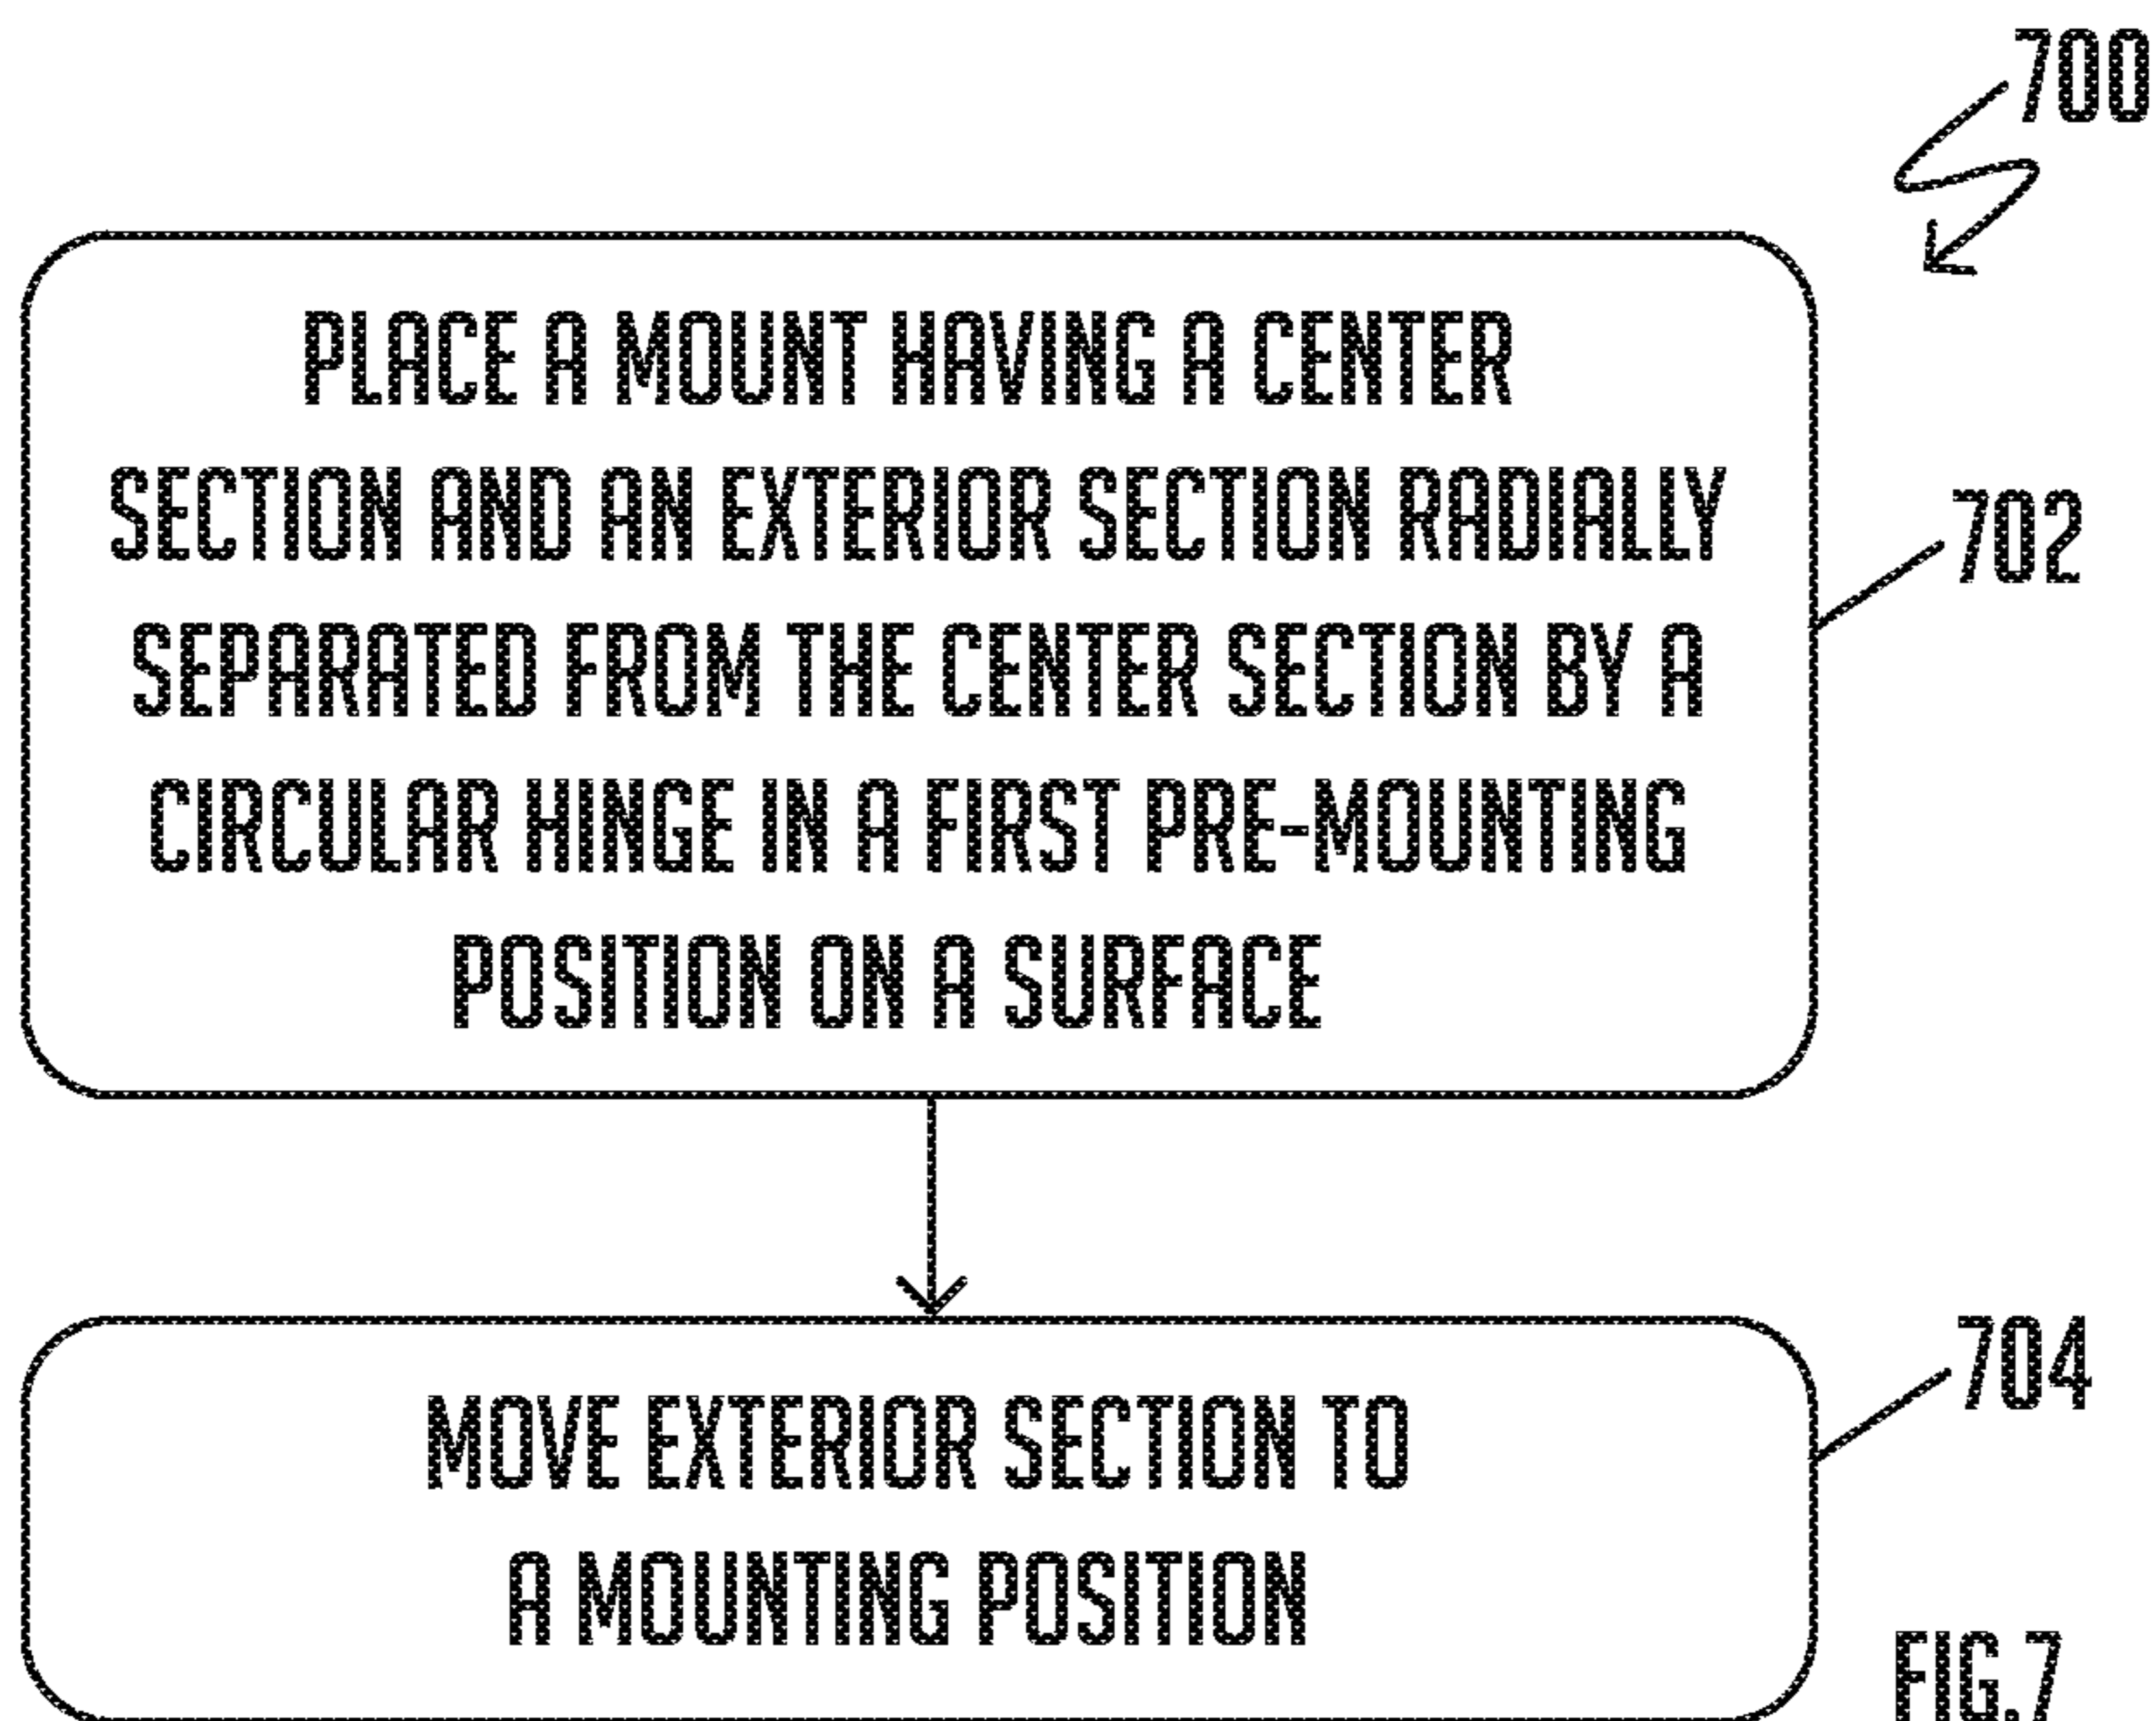 700
PLACE A MOUNT HAVING A CENTER
SECTION AND AN EXTERIOR SECTION RADIALLY
SEPARATED FROM THE CENTER SECTION BY A
CIRCULAR HINGE IN A FIRST PRE-MOUNTING
POSITION ON A SURFACE
702
MOVE EXTERIOR SECTION TO
A MOUNTING POSITION
704
FIG.7